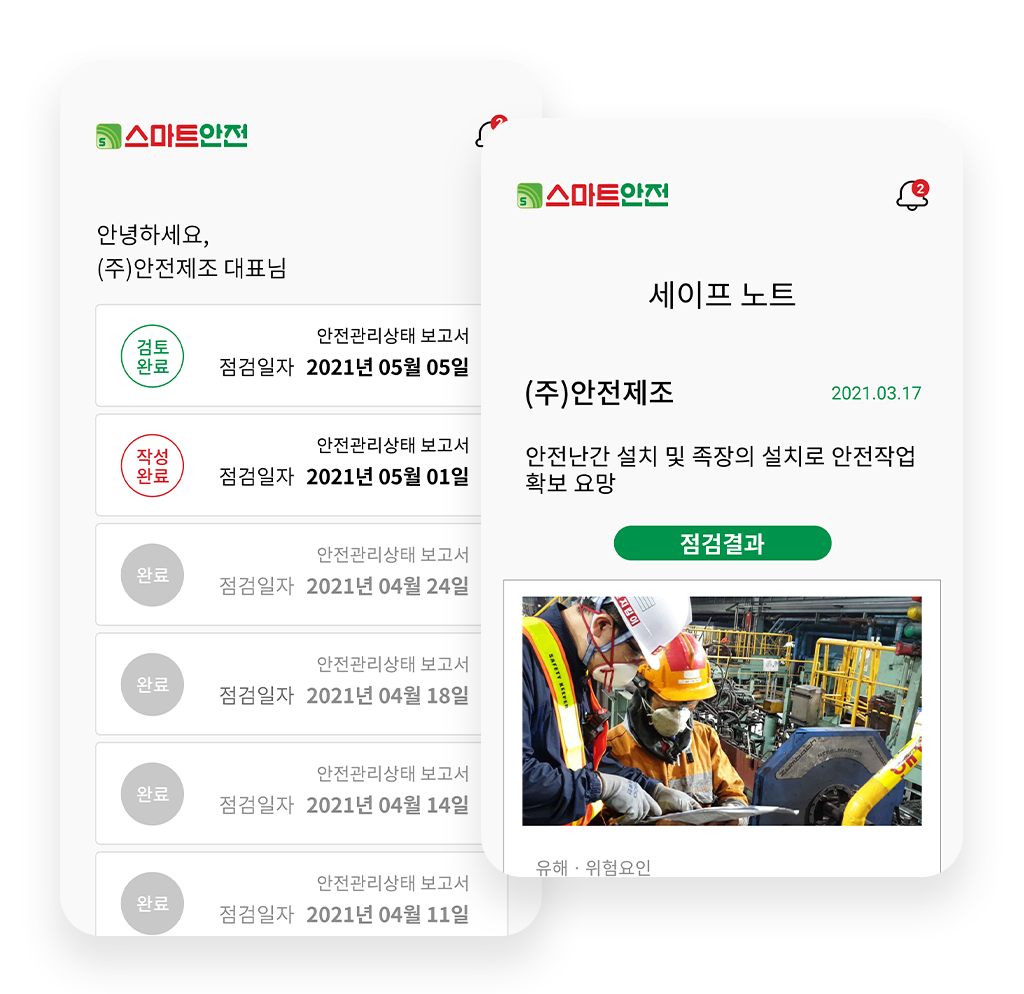 스마트안전
2
안녕하세요,
(주)안전제조 대표님
검토
완료
안전관리상태 보고서
점검일자 2021년 05월 05일
작성
완료
안전관리상태 보고서
점검일자 2021년 05월 01일
완료
안전관리상태 보고서
점검일자 2021년 04월 24일
완료
안전관리상태 보고서
점검일자 2021년 04월 18일
완료
안전관리상태 보고서
점검일자 2021년 04월 14일
완료
안전관리상태 보고서
점검일자 2021년 04월 11일
S 스마트안전
2
세이프 노트
(주)안전제조
2021.03.17
안전난간 설치 및 족장의 설치로 안전작업
확보 요망
점검결과
SAFETY KEEPER
유해 · 위험요인